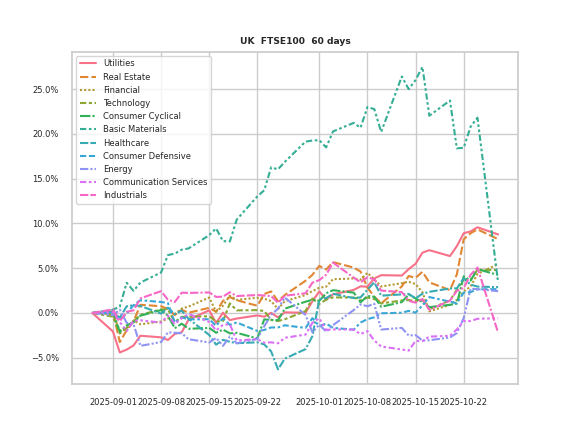 UK  FTSE100  60 days
Utilities
Real Estate
Financial
Technology
Consumer Cyclical
Basic Materials
Healthcare
Consumer Defensive
Energy
Communication Services
Industrials
25.0%
20.0%
15.0%
10.0%
5.0%
0.0%
−5.0%
2025-09-01 2025-09-08 2025-09-15 2025-09-22 2025-10-01 2025-10-08 2025-10-15 2025-10-22